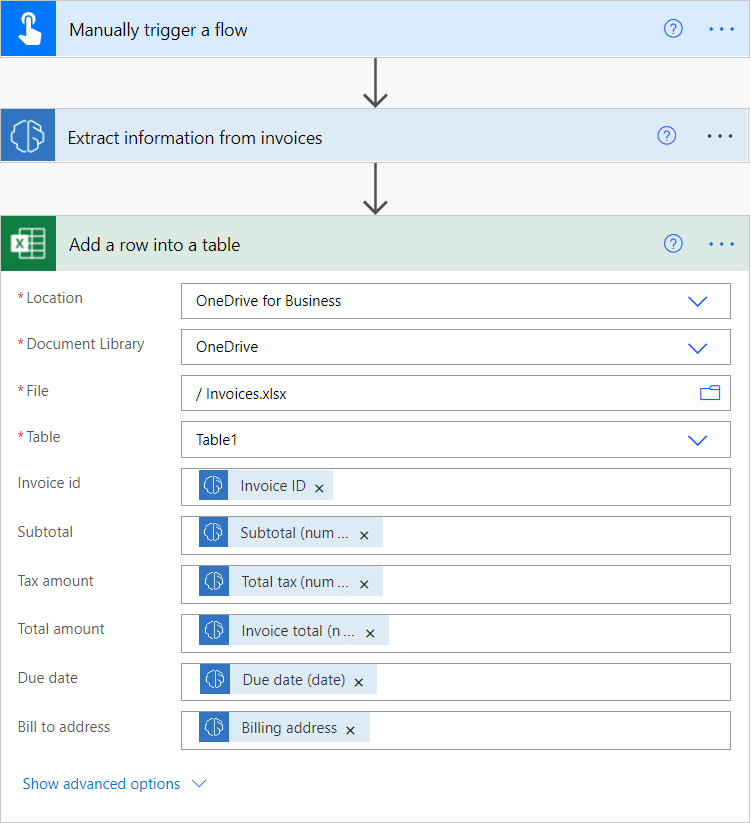 Manually trigger a flow
Extract information from invoices
Add a row into a table
* Location
OneDrive for Business
* Document Library
OneDrive
* File
/ Invoices.xlsx
* Table
Table1
Invoice id
Invoice ID
Subtotal
Subtotal (num ...
Tax amount
Total tax (num ...
Total amount
Invoice total (n ...
Due date
Due date (date)
Bill to address
Billing address
Show advanced options